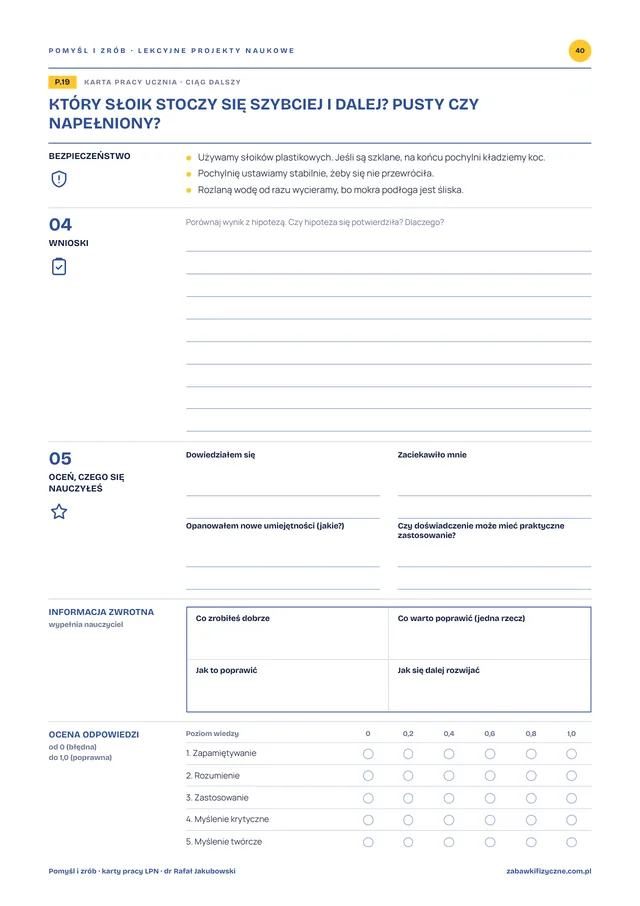 POMYŚL I ZRÓB · LEKCYJNE PROJEKTY NAUKOWE
40
P.19 KARTA PRACY UCZNIA · CIĄG DALSZY
KTÓRY SŁOIK STOCZY SIĘ SZYBCIEJ I DALEJ? PUSTY CZY
NAPEŁNIONY?
BEZPIECZEŃSTWO
Używamy słoików plastikowych. Jeśli są szklane, na końcu pochylni kładziemy koc.
Pochylnię ustawiamy stabilnie, żeby się nie przewróciła.
Rozlaną wodę od razu wycieramy, bo mokra podłoga jest śliska.
04
WNIOSKI
Porównaj wynik z hipotezą. Czy hipoteza się potwierdziła? Dlaczego?
05
OCEŃ, CZEGO SIĘ
NAUCZYŁEŚ
Dowiedziałem się
Zaciekawiło mnie
Opanowałem nowe umiejętności (jakie?)
Czy doświadczenie może mieć praktyczne
zastosowanie?
INFORMACJA ZWROTNA
wypełnia nauczyciel
Co zrobiłeś dobrze
Co warto poprawić (jedna rzecz)
Jak to poprawić
Jak się dalej rozwijać
OCENA ODPOWIEDZI
od 0 (błędna)
do 1,0 (poprawna)
Poziom wiedzy 0 0,2 0,4 0,6 0,8 1,0
1. Zapamiętywanie
2. Rozumienie
3. Zastosowanie
4. Myślenie krytyczne
5. Myślenie twórcze
Pomyśl i zrób · karty pracy LPN · dr Rafał Jakubowski
zabawkifizyczne.com.pl